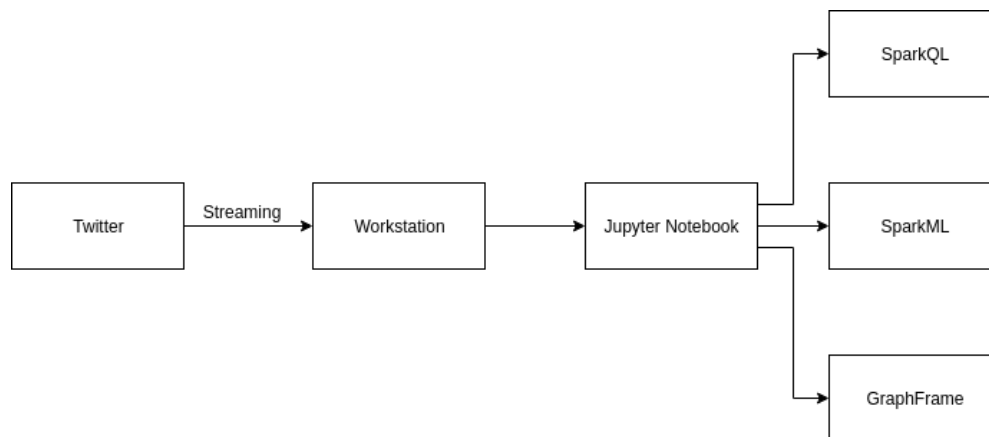 SparkQL
Twitter
Streaming
Workstation
Jupyter Notebook
SparkML
GraphFrame